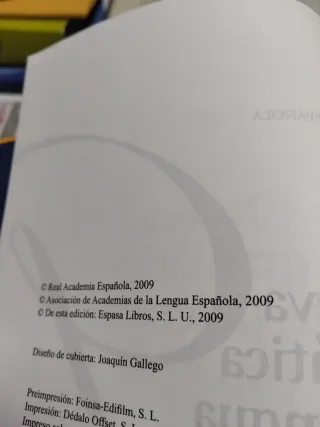 © Real Academia Española, 2009
© Asociación de Academias de la Lengua Española, 2009
© De esta edición: Espasa Libros, S. L. U., 2009
Diseño de cubierta: Joaquín Gallego
Preimpresión: Foinsa-Edifilm, S. L.
Impresión: Dédalo Offset, S. L.
Impreso